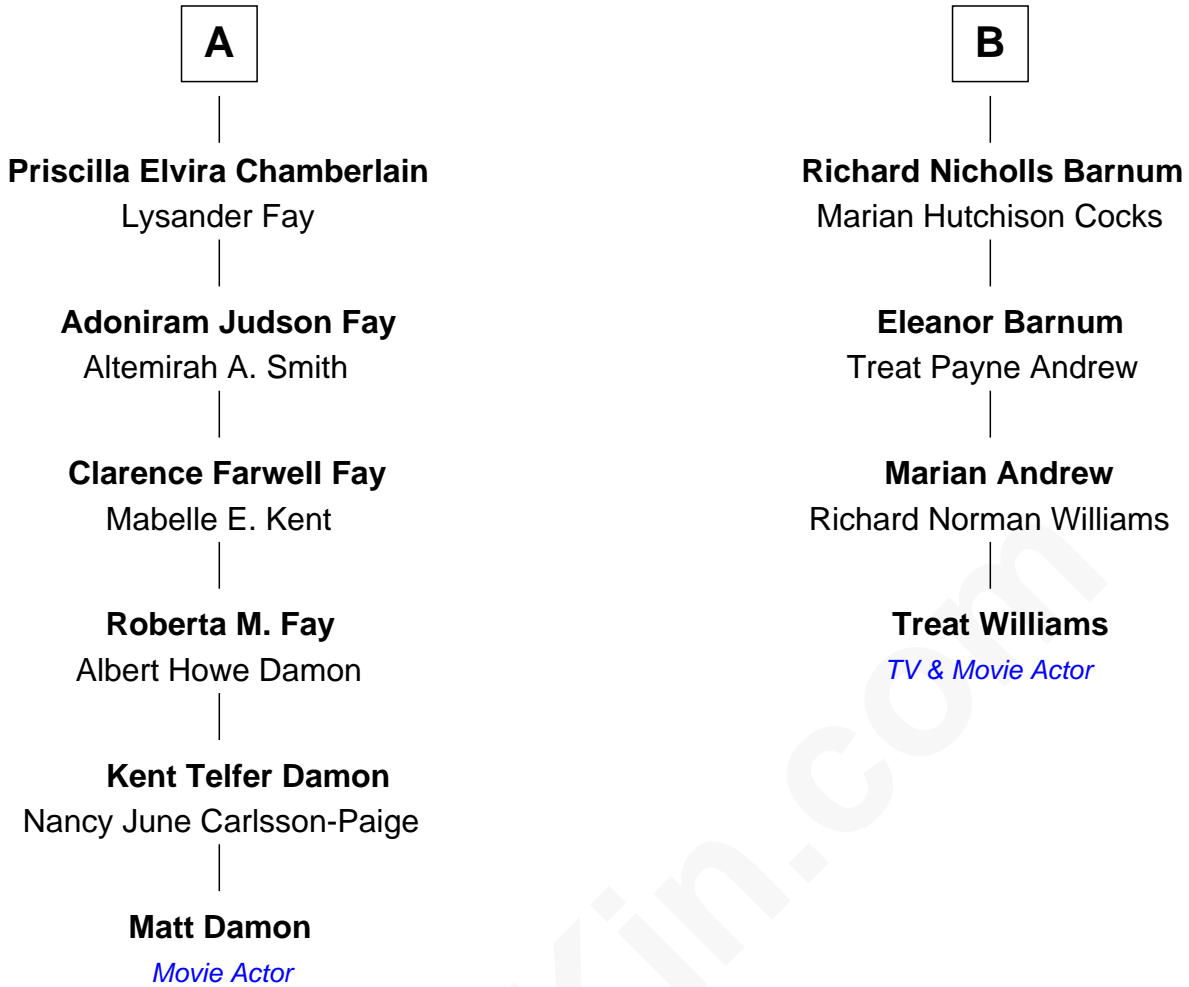 A
Priscilla Elvira Chamberlain
Lysander Fay
Adoniram Judson Fay
Altemirah A. Smith
Clarence Farwell Fay
Mabelle E. Kent
Roberta M. Fay
Albert Howe Damon
Kent Telfer Damon
Nancy June Carlsson-Paige
Matt Damon
Movie Actor
B
Richard Nicholls Barnum
Marian Hutchison Cocks
Eleanor Barnum
Treat Payne Andrew
Marian Andrew
Richard Norman Williams
Treat Williams
TV & Movie Actor
Kin.com